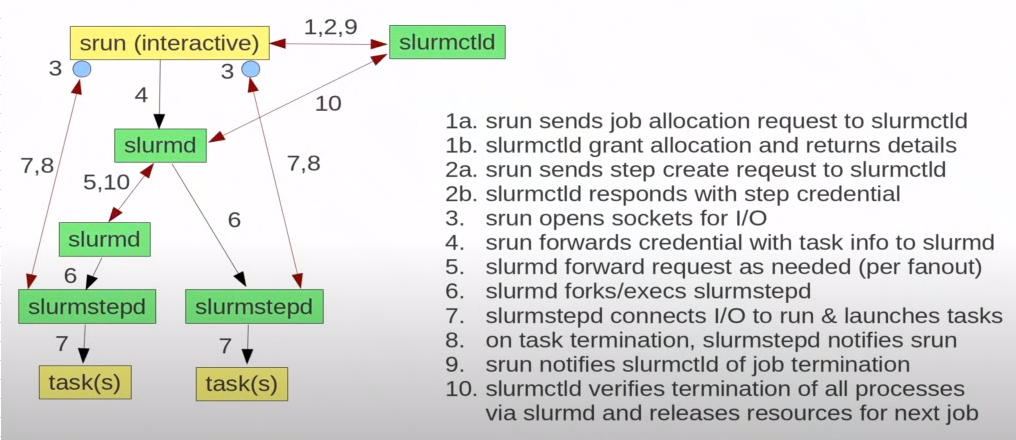 srun (interactive)
1,2,9
slurmctld
3
3
4
10
slurmd
7,8
5,10
7,8
6
slurmd
6
slurmstepd
slurmstepd
7
7
task(s)
task(s)
1a. srun sends job allocation request to slurmctld
1b. slurmctld grant allocation and returns details
2a. srun sends step create reqeust to slurmctld
2b. slurmctld responds with step credential
3. srun opens sockets for I/O
4. srun forwards credential with task info to slurmd
5. slurmd forward request as needed (per fanout)
6. slurmd forks/execs slurmstepd
7. slurmstepd connects I/O to run & launches tasks
8. on task termination, slurmstepd notifies srun
9. srun notifies slurmctld of job termination
10. slurmctld verifies termination of all processes
via slurmd and releases resources for next job